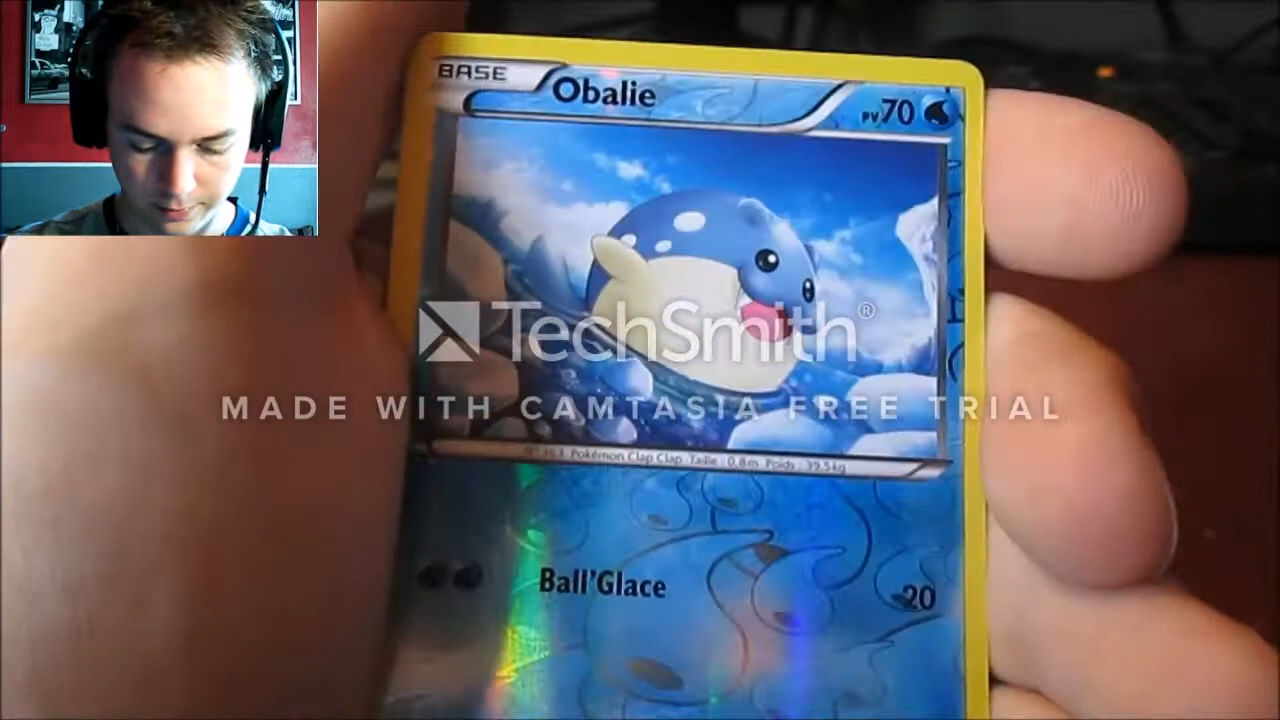 BASE
Obalie
PV70
TechSmith®
MADE WITH CAMTASIA FREE TRIAL
Pokémon Clap Clap Taille : 0,8m Poids : 39,5kg
Ball'Glace
20